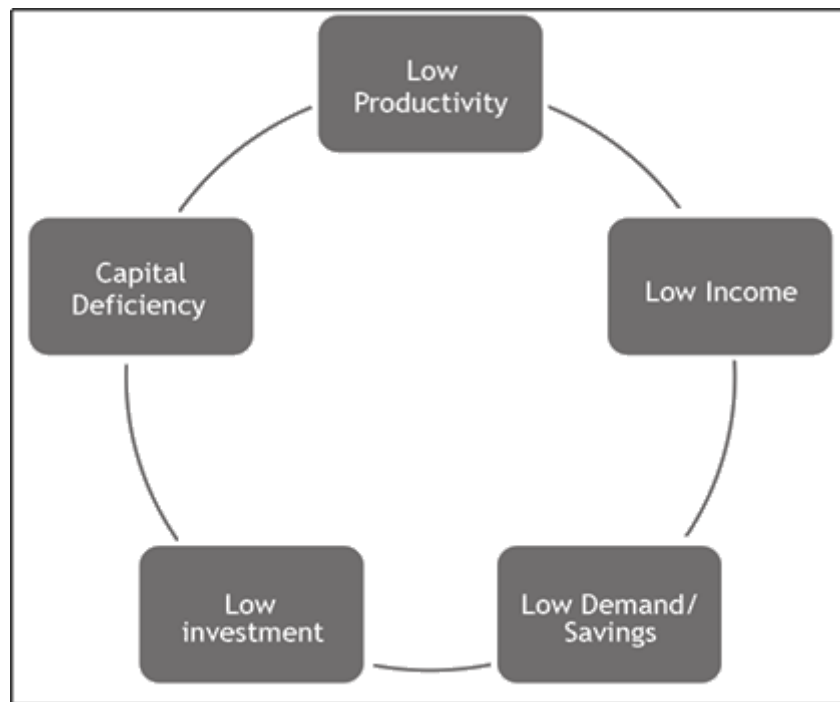 Low
Productivity
Low Income
Low Demand/
Savings
Low
investment
Capital
Deficiency